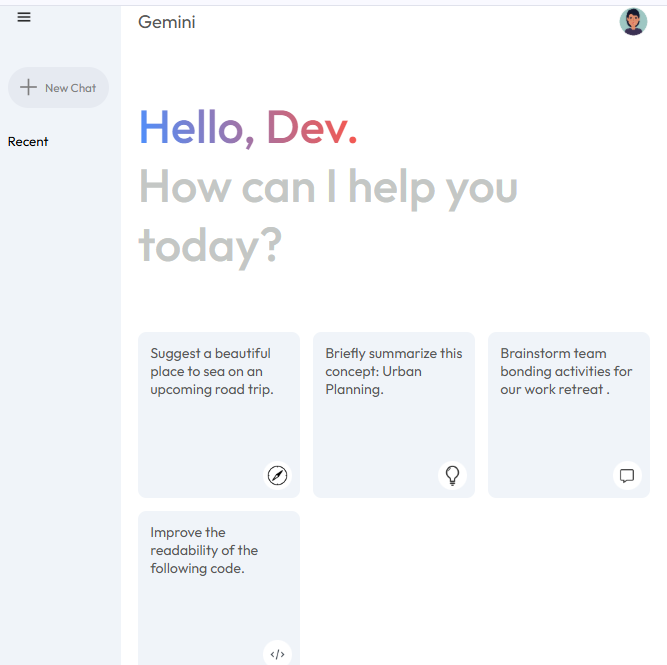 Gemini
New Chat
Recent
Hello, Dev.
How can I help you
today?
Suggest a beautiful
place to sea on an
upcoming road trip.
Briefly summarize this
concept: Urban
Planning.
Brainstorm team
bonding activities for
our work retreat .
Improve the
readability of the
following code.